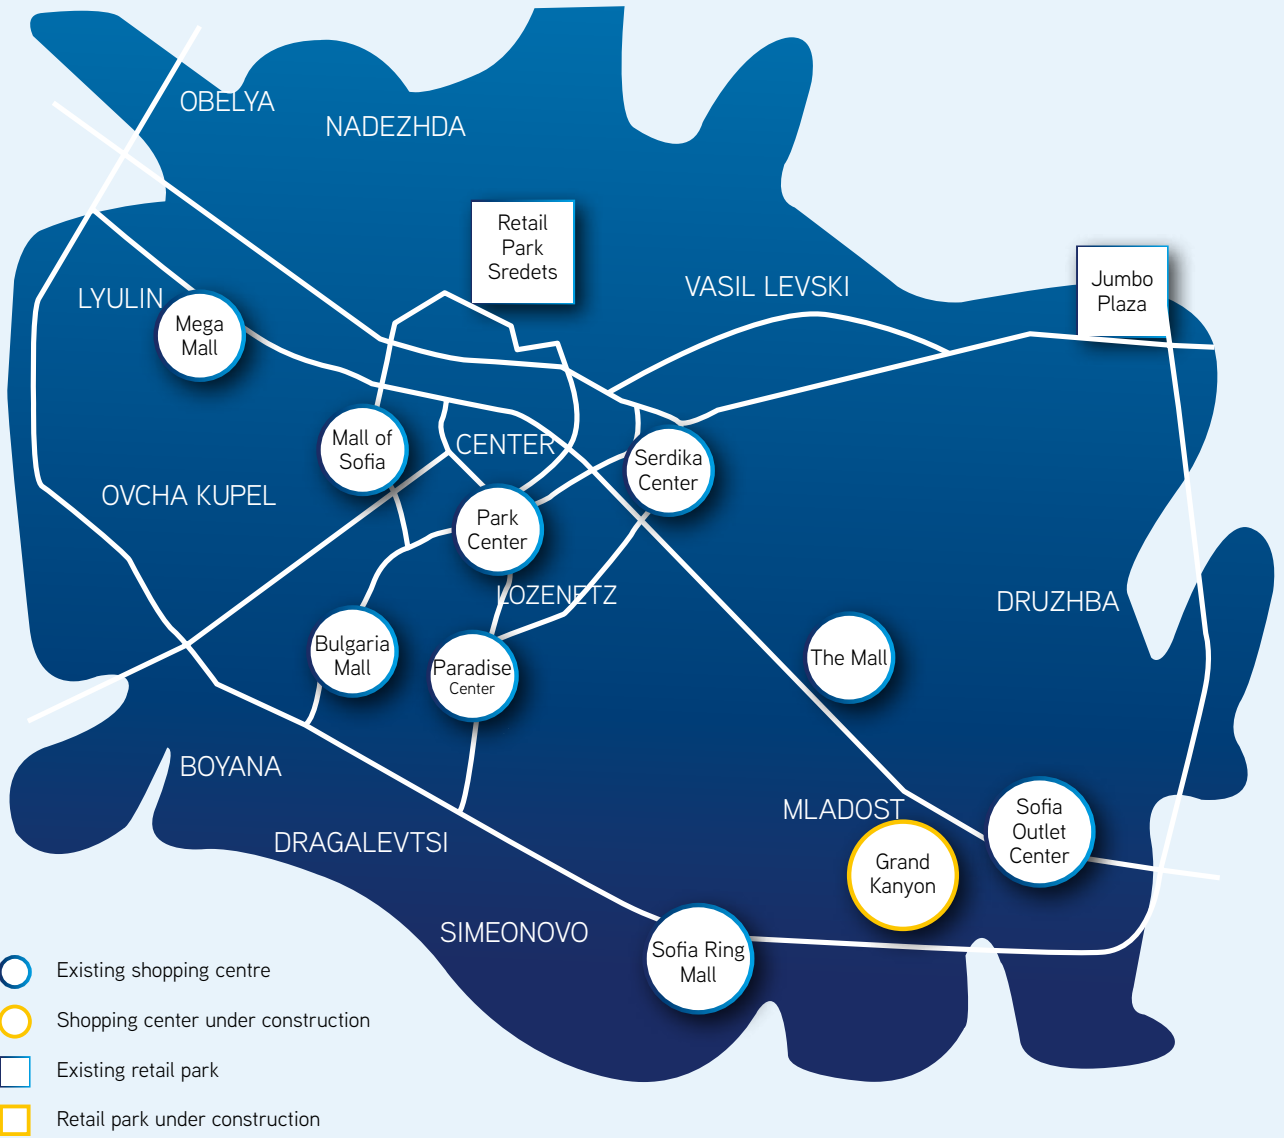 OBELYA
NADEZHDA
Retail
Park
Sredets
VASIL LEVSKI
Jumbo
Plaza
LYULIN
Mega
Mall
Mall of
Sofia
CENTER
Serdika
Center
OVCHA KUPEL
Park
Center
LOZENETZ
DRUZHBA
Bulgaria
Mall
Paradise
Center
The Mall
BOYANA
MLADOST
Sofia
Outlet
Center
DRAGALEVTSI
Grand
Kanyon
SIMEONOVO
Sofia Ring
Mall
Existing shopping centre
Shopping center under construction
Existing retail park
Retail park under construction